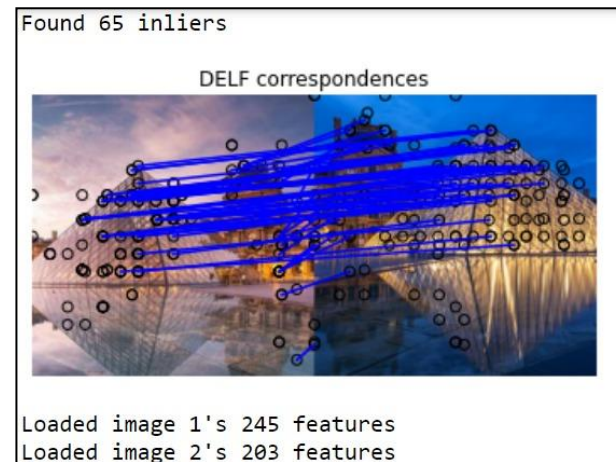 Found 65 inliers
DELF correspondences
Loaded image 1's 245 features
Loaded image 2's 203 features